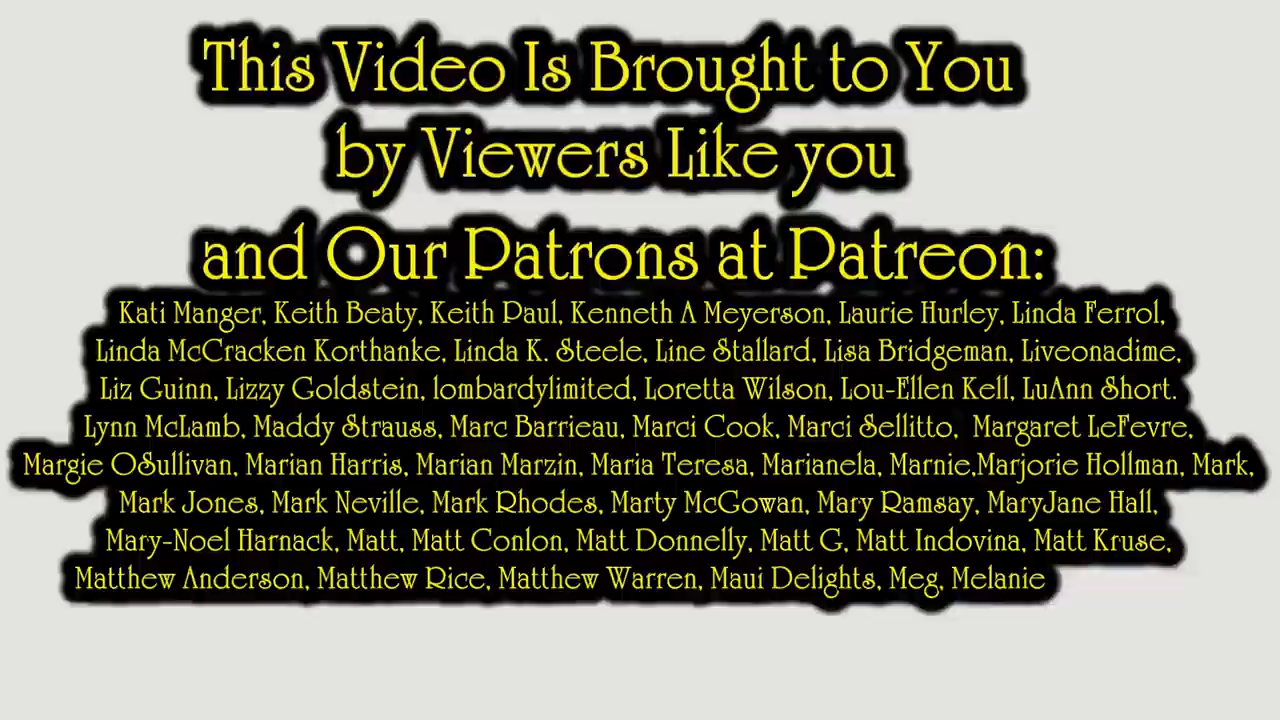 This Video Is Brought to You
by Viewers Like you
and Our Patrons at Patreon:
Kati Manger, Keith Beaty, Keith Paul, Kenneth A Meyerson, Laurie Hurley, Linda Ferrol,
Linda McCracken Korthanke, Linda K. Steele, Line Stallard, Lisa Bridgeman, Liveonadime,
Liz Guinn, Lizzy Goldstein, lombardylimited, Loretta Wilson, Lou-Ellen Kell, LuAnn Short.
Lynn McLamb, Maddy Strauss, Marc Barrieau, Marci Cook, Marci Sellitto, Margaret LeFevre,
Margie OSullivan, Marian Harris, Marian Marzin, Maria Teresa, Marianela, Marnie,Marjorie Hollman, Mark,
Mark Jones, Mark Neville, Mark Rhodes, Marty McGowan, Mary Ramsay, MaryJane Hall,
Mary-Noel Harnack, Matt, Matt Conlon, Matt Donnelly, Matt G, Matt Indovina, Matt Kruse,
Matthew Anderson, Matthew Rice, Matthew Warren, Maui Delights, Meg, Melanie